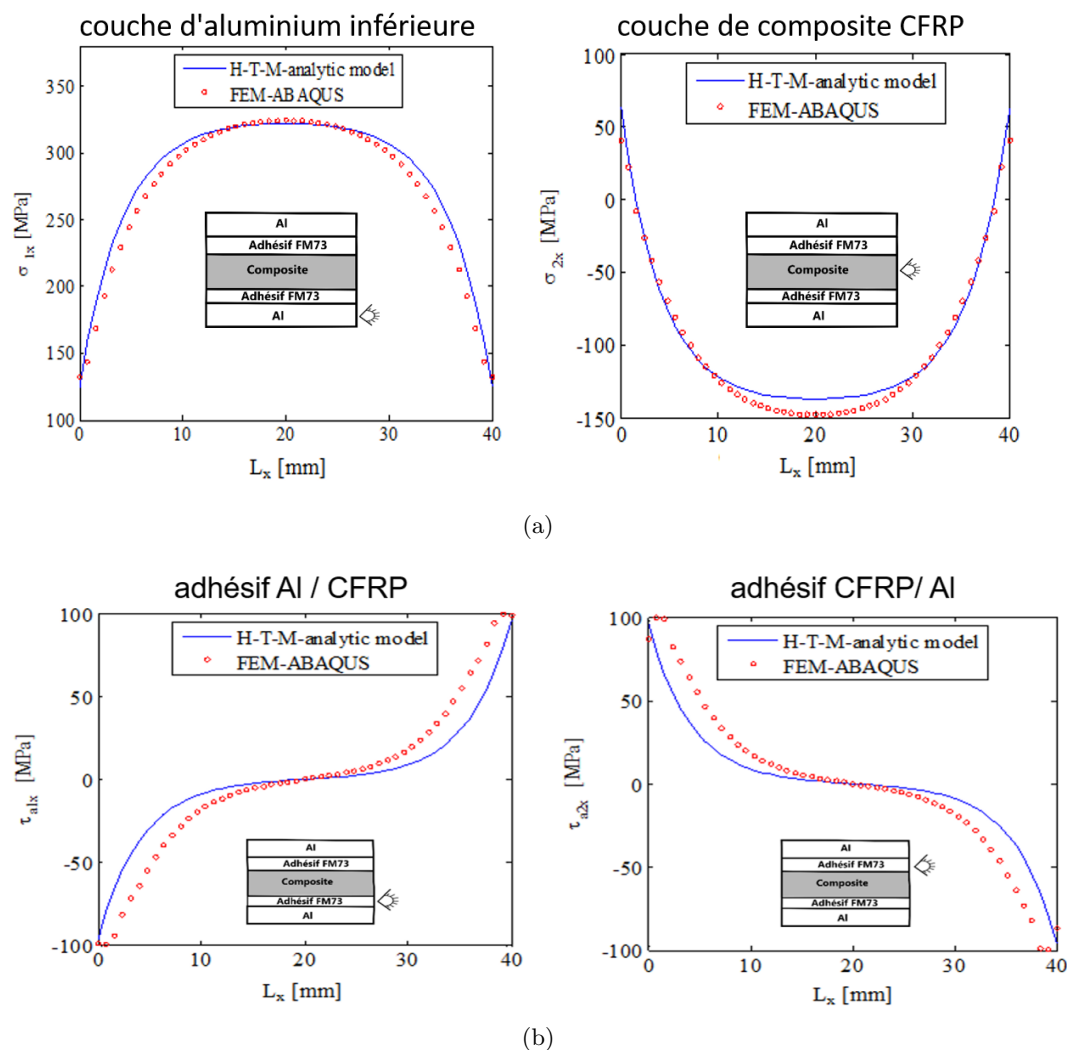 couche d'aluminium inférieure
couche de composite CFRP
H-T-M-analytic model
FEM-ABAQUS
350
300
250
200
150
100
σ 1x [MPa]
Al
Adhésif FM73
Composite
Adhésif FM73
Al
0
10
20
30
40
Lx [mm]
H-T-M-analytic model
FEM-ABAQUS
100
50
0
-50
-100
-150
σ2x [MPa]
Al
Adhésif FM73
Composite
Adhésif FM73
Al
0
10
20
30
40
Lx [mm]
(a)
adhésif Al / CFRP
adhésif CFRP/ Al
H-T-M-analytic model
FEM-ABAQUS
100
50
0
-50
-100
τa1x [MPa]
Al
Adhésif FM73
Composite
Adhésif FM73
Al
0
10
20
30
40
Lx [mm]
H-T-M-analytic model
FEM-ABAQUS
100
50
0
-50
-100
τa2x [MPa]
Al
Adhésif FM73
Composite
Adhésif FM73
Al
0
10
20
30
40
Lx [mm]
(b)